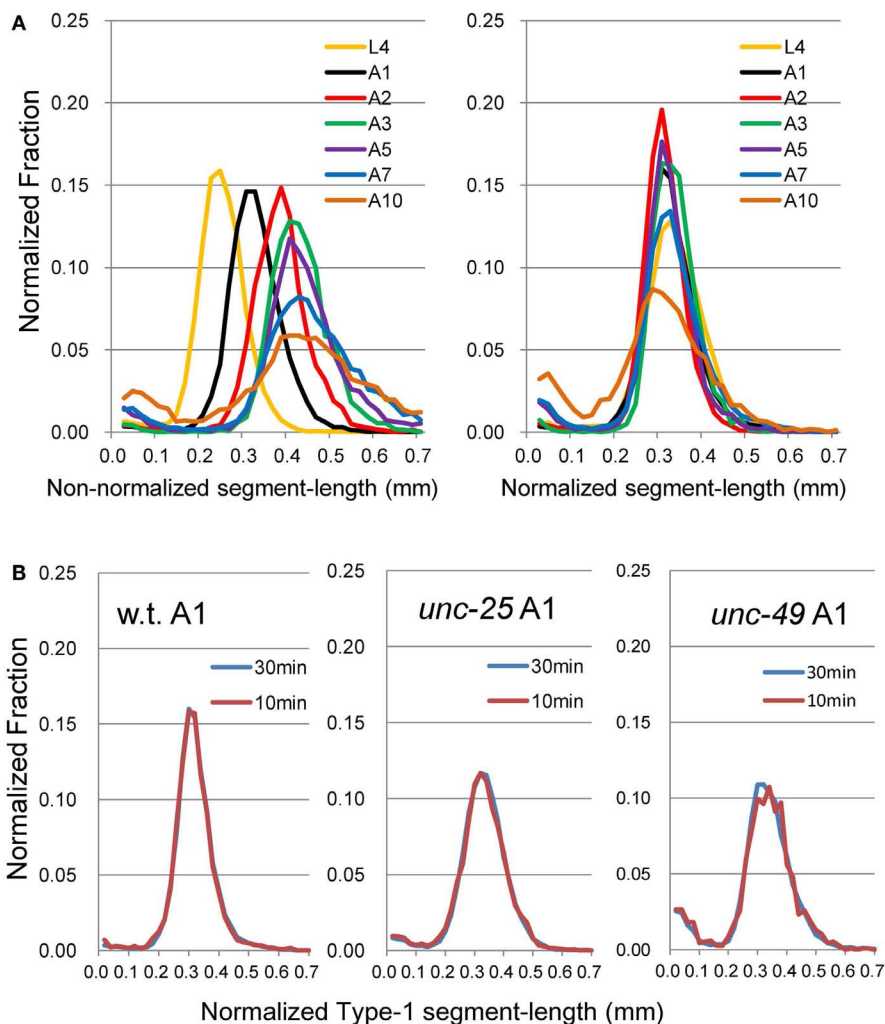 A
0.25
0.20
0.15
0.10
0.05
0.00
0.0 0.1 0.2 0.3 0.4 0.5 0.6 0.7
Normalized Fraction
Non-normalized segment-length (mm)
L4
A1
A2
A3
A5
A7
A10
0.25
0.20
0.15
0.10
0.05
0.00
0.0 0.1 0.2 0.3 0.4 0.5 0.6 0.7
Normalized segment-length (mm)
L4
A1
A2
A3
A5
A7
A10
B
0.25
0.20
0.15
0.10
0.05
0.00
Normalized Fraction
w.t. A1
30min
10min
0.0 0.1 0.2 0.3 0.4 0.5 0.6 0.7
0.25
0.20
0.15
0.10
0.05
0.00
unc-25 A1
30min
10min
0.0 0.1 0.2 0.3 0.4 0.5 0.6 0.7
0.25
0.20
0.15
0.10
0.05
0.00
unc-49 A1
30min
10min
0.0 0.1 0.2 0.3 0.4 0.5 0.6 0.7
Normalized Type-1 segment-length (mm)